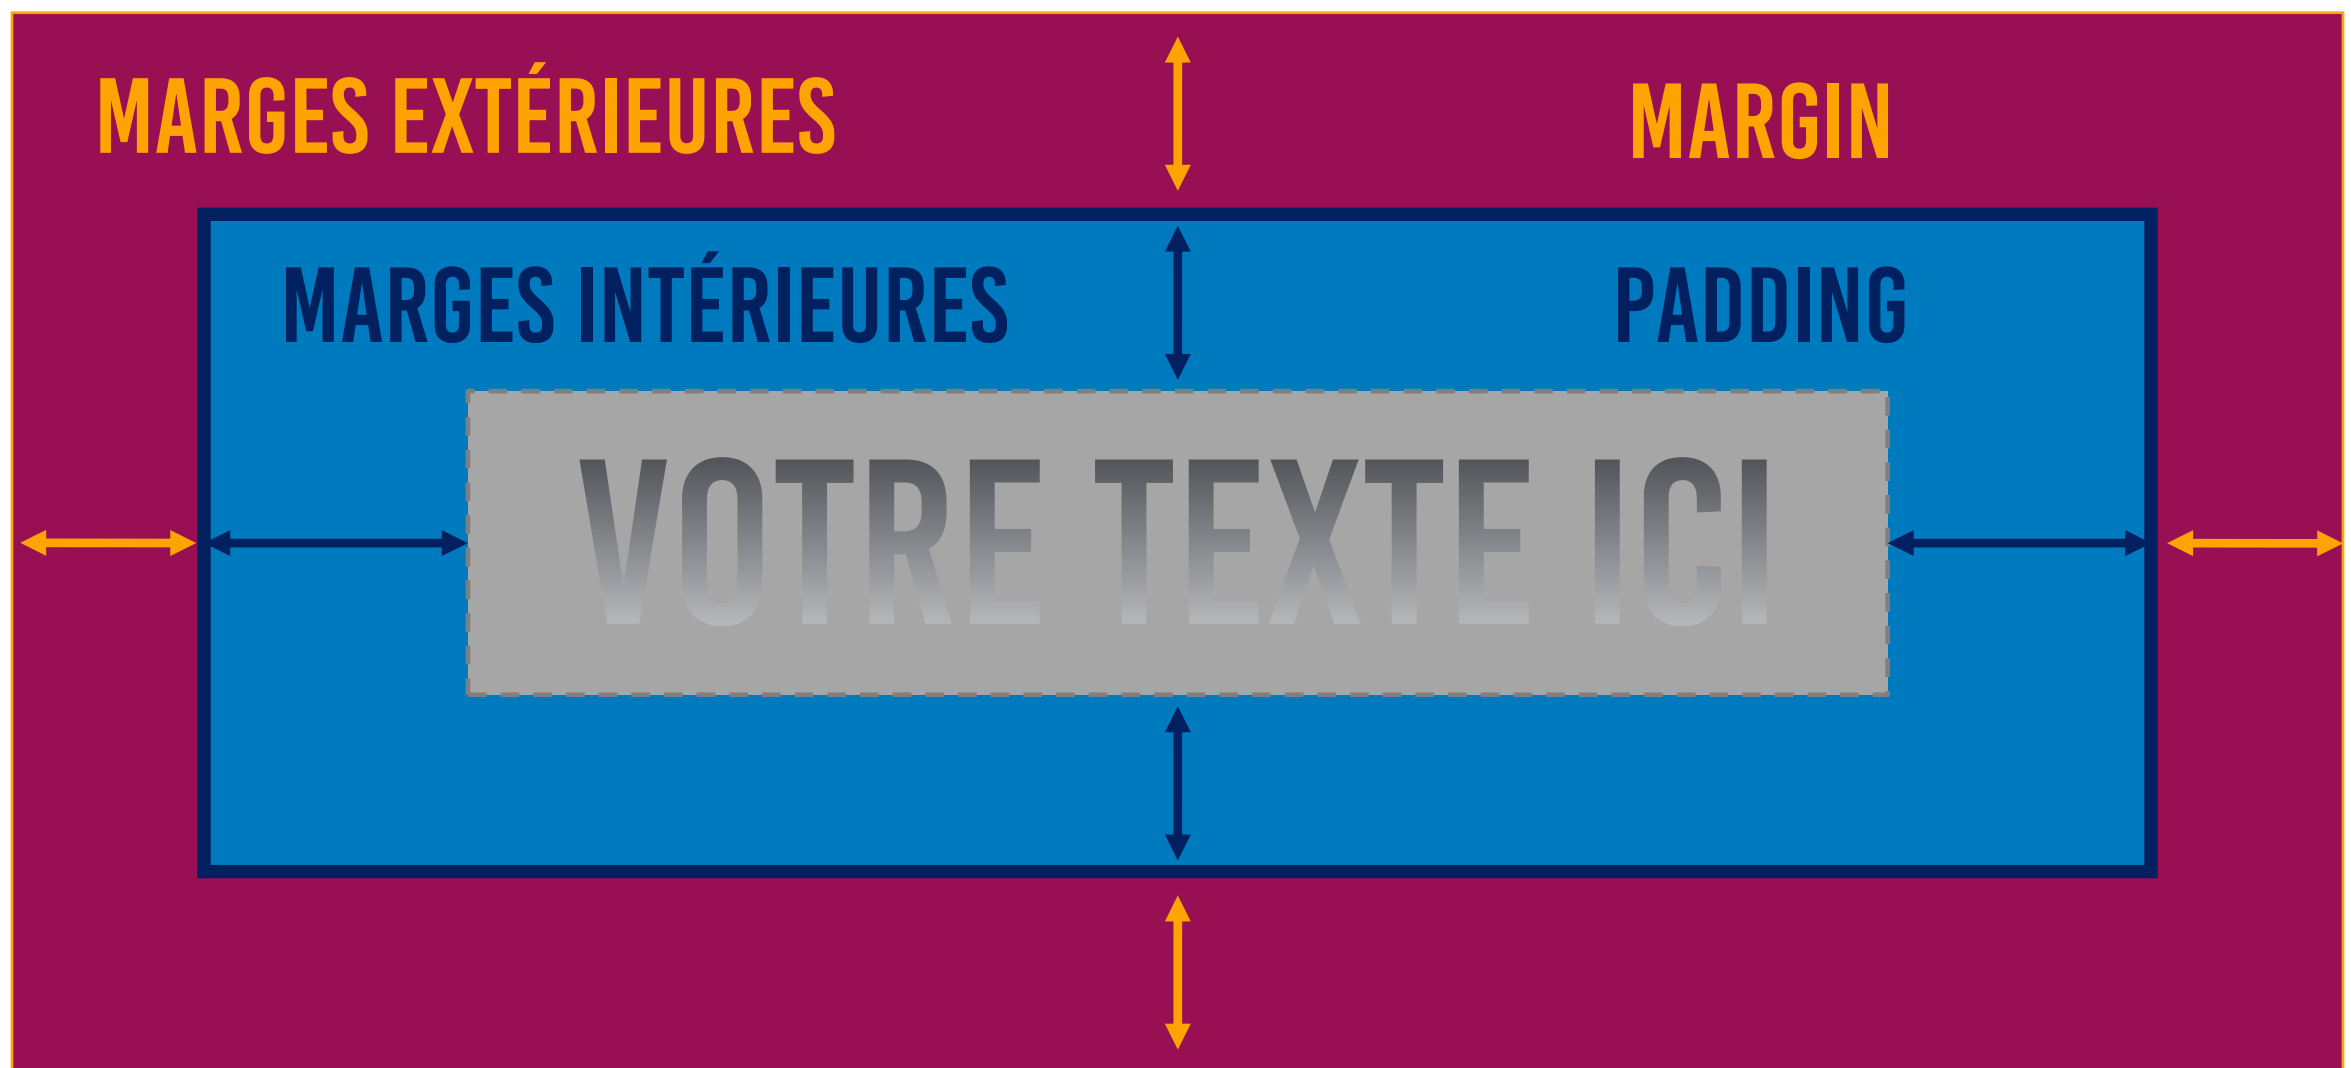 MARGES EXTÉRIEURES
MARGIN
MARGES INTÉRIEURES
PADDING
VOTRE TEXTE ICI